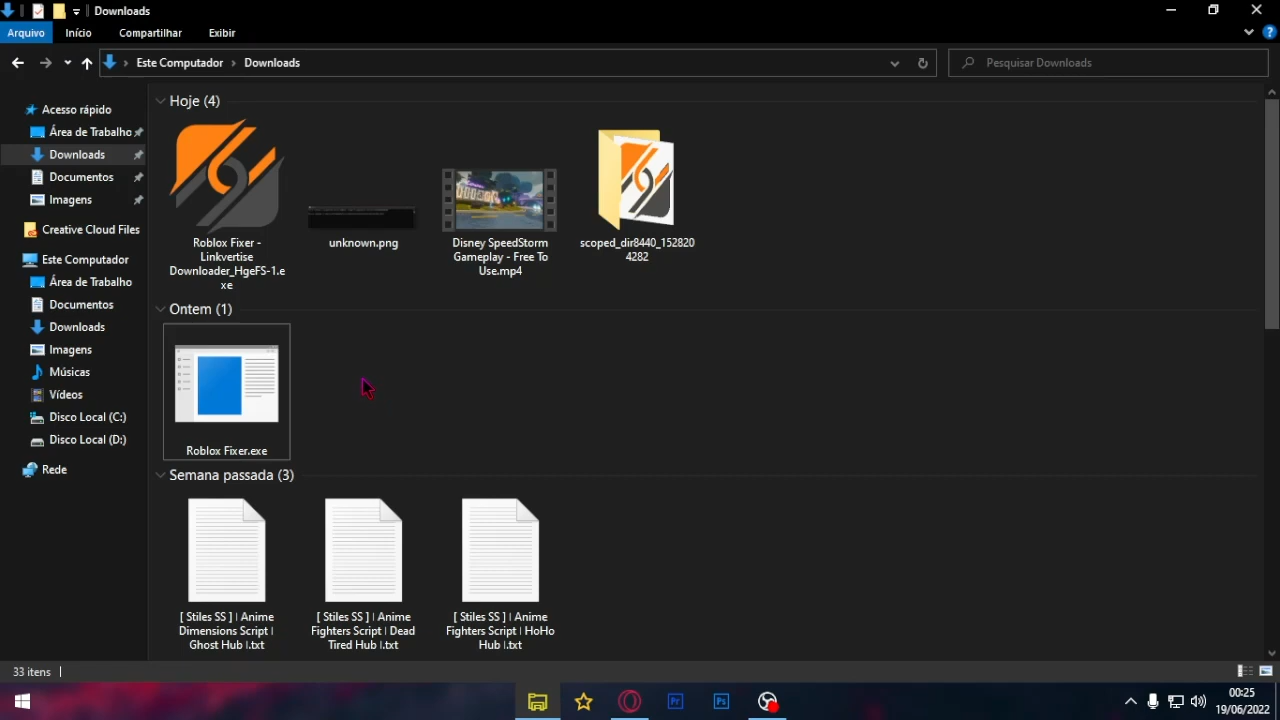 Downloads
Arquivo
Início
Compartilhar
Exibir
Este Computador
Downloads
Pesquisar Downloads
Acesso rápido
Área de Trabalho
Downloads
Documentos
Imagens
Creative Cloud Files
Este Computador
Área de Trabalho
Documentos
Downloads
Imagens
Músicas
Vídeos
Disco Local (C:)
Disco Local (D:)
Rede
Hoje (4)
Roblox Fixer -
Linkvertise
Downloader_HgeFS-1.e
xe
unknown.png
Disney SpeedStorm
Gameplay - Free To
Use.mp4
scoped_dir8440_152820
4282
Ontem (1)
Roblox Fixer.exe
Semana passada (3)
[ Stiles SS ] | Anime
Dimensions Script |
Ghost Hub |.txt
[ Stiles SS ] | Anime
Fighters Script | Dead
Tired Hub |.txt
[ Stiles SS ] | Anime
Fighters Script | HoHo
Hub |.txt
33 itens
Pr
Ps
00:25
19/06/2022